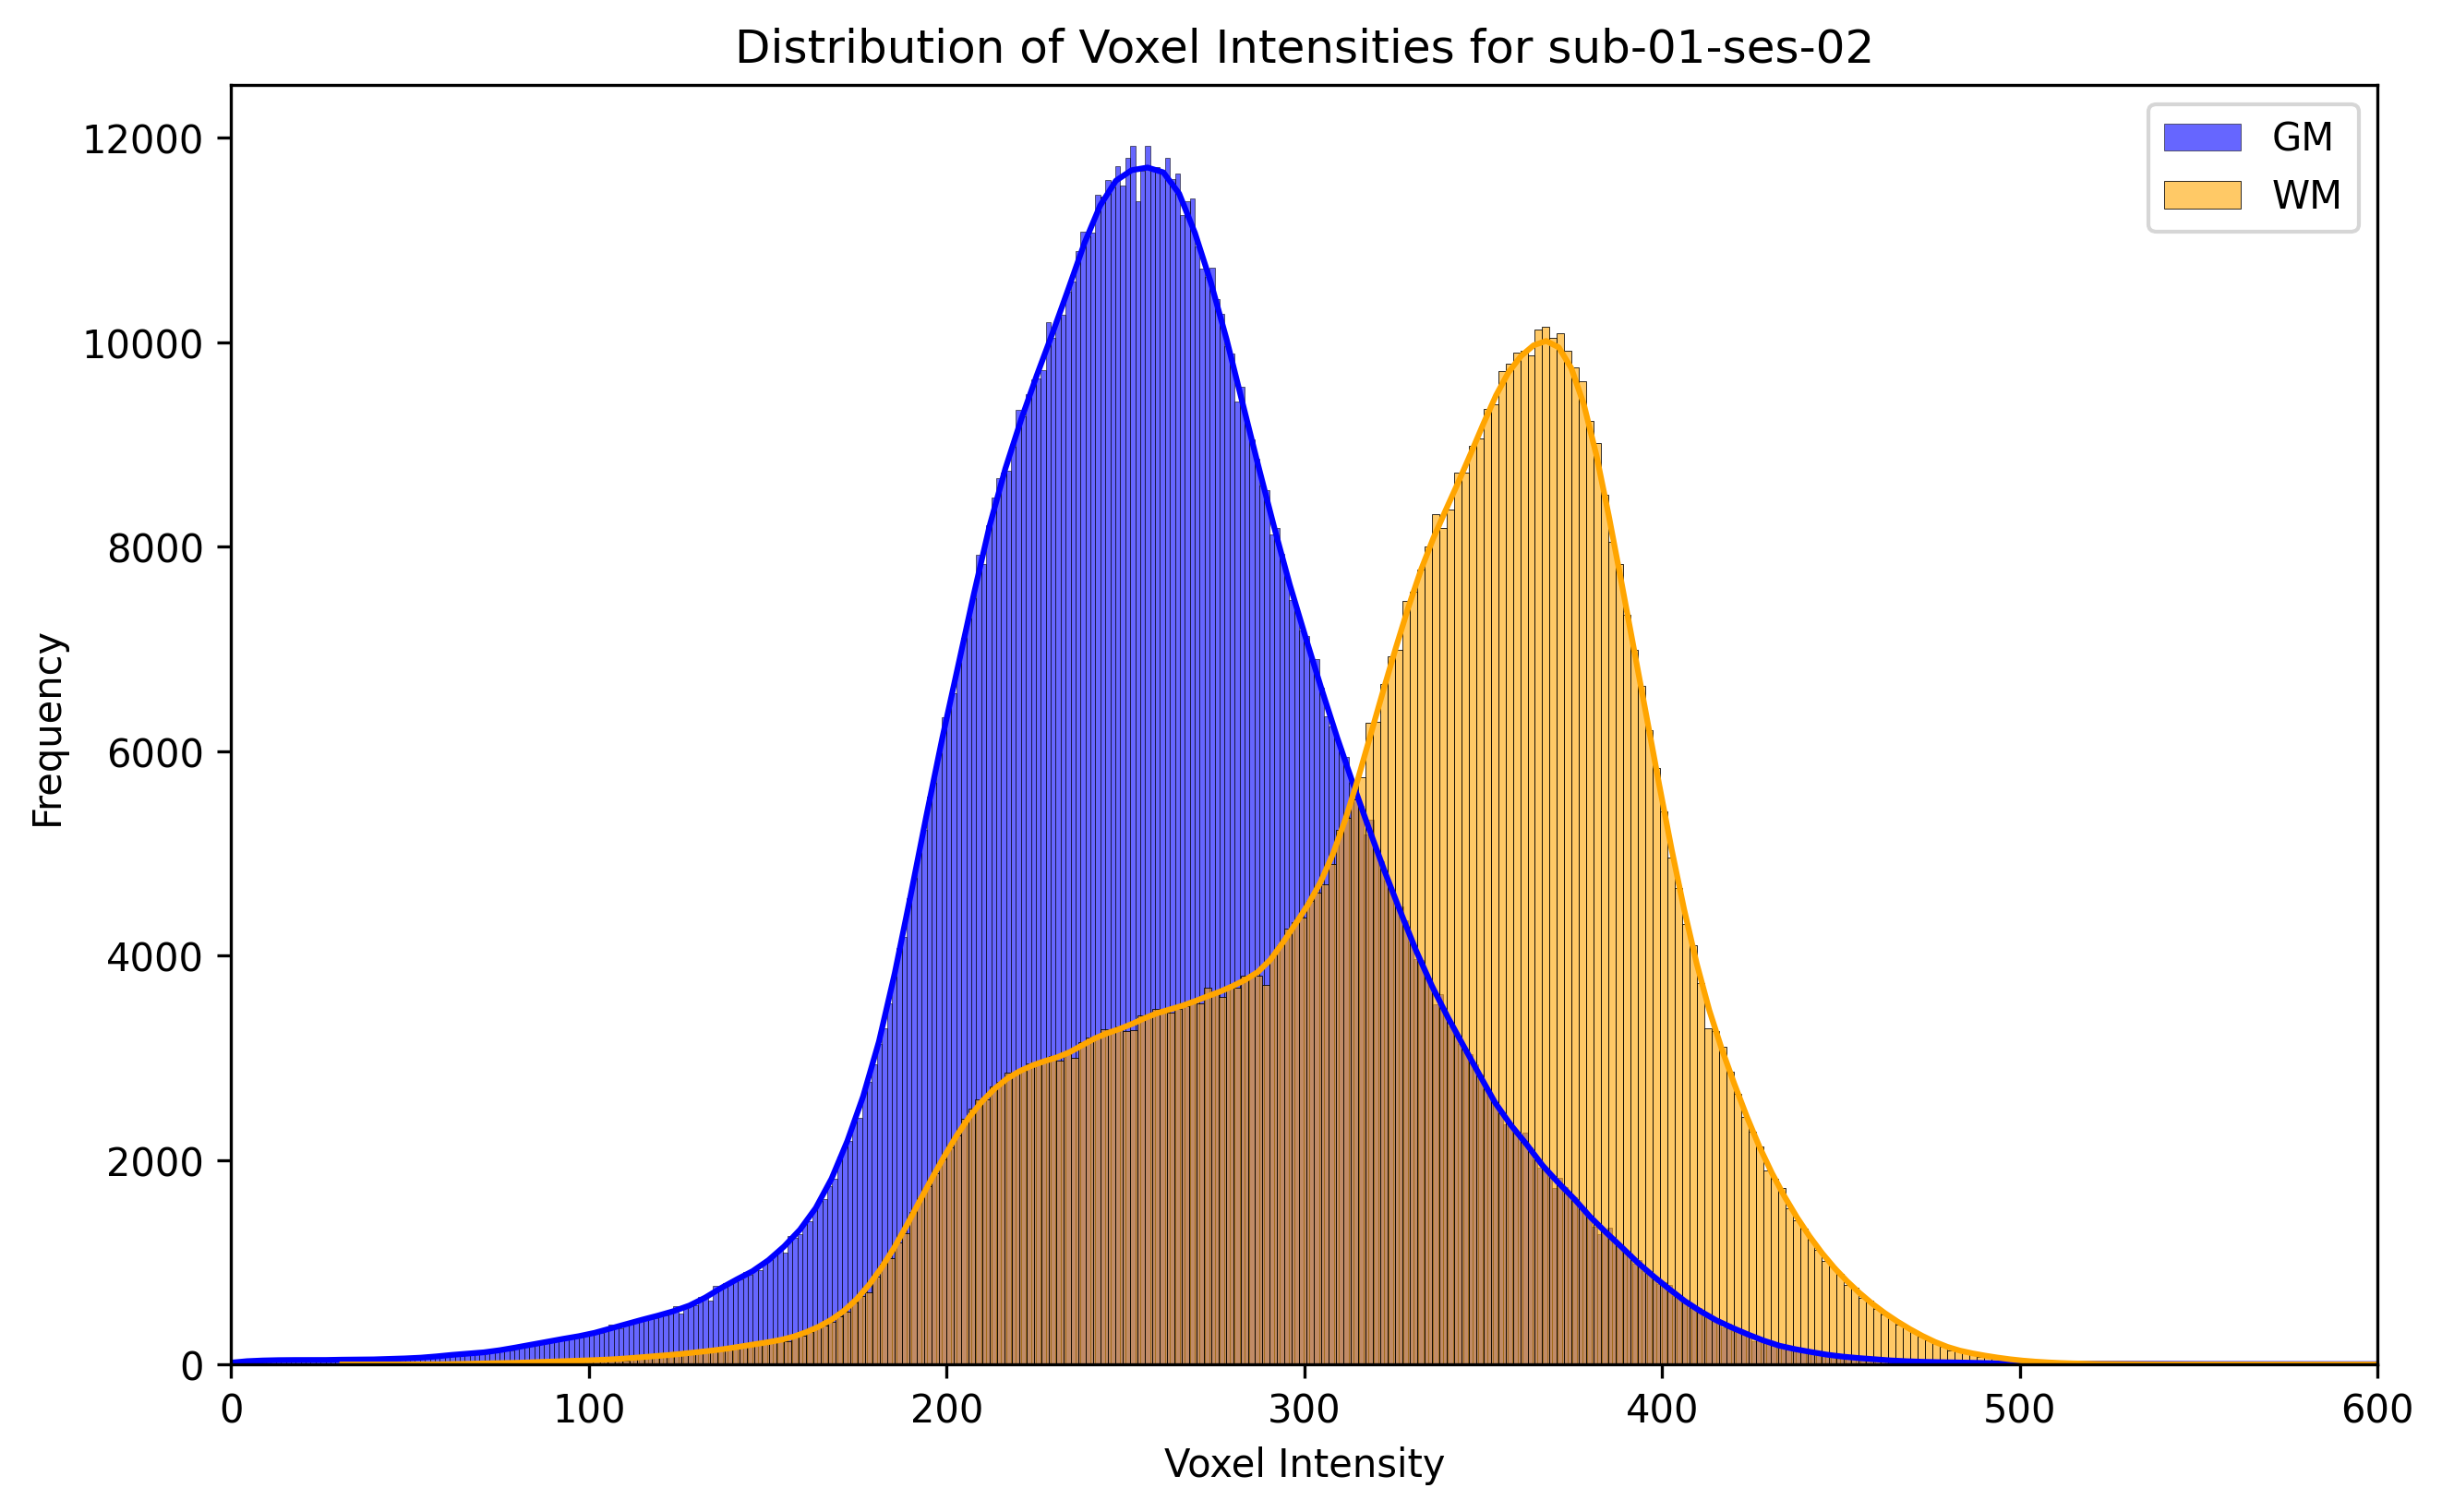 Distribution of Voxel Intensities for sub-01-ses-02
GM
WM
12000
10000
8000
6000
4000
2000
0
Frequency
0 100 200 300 400 500 600
Voxel Intensity